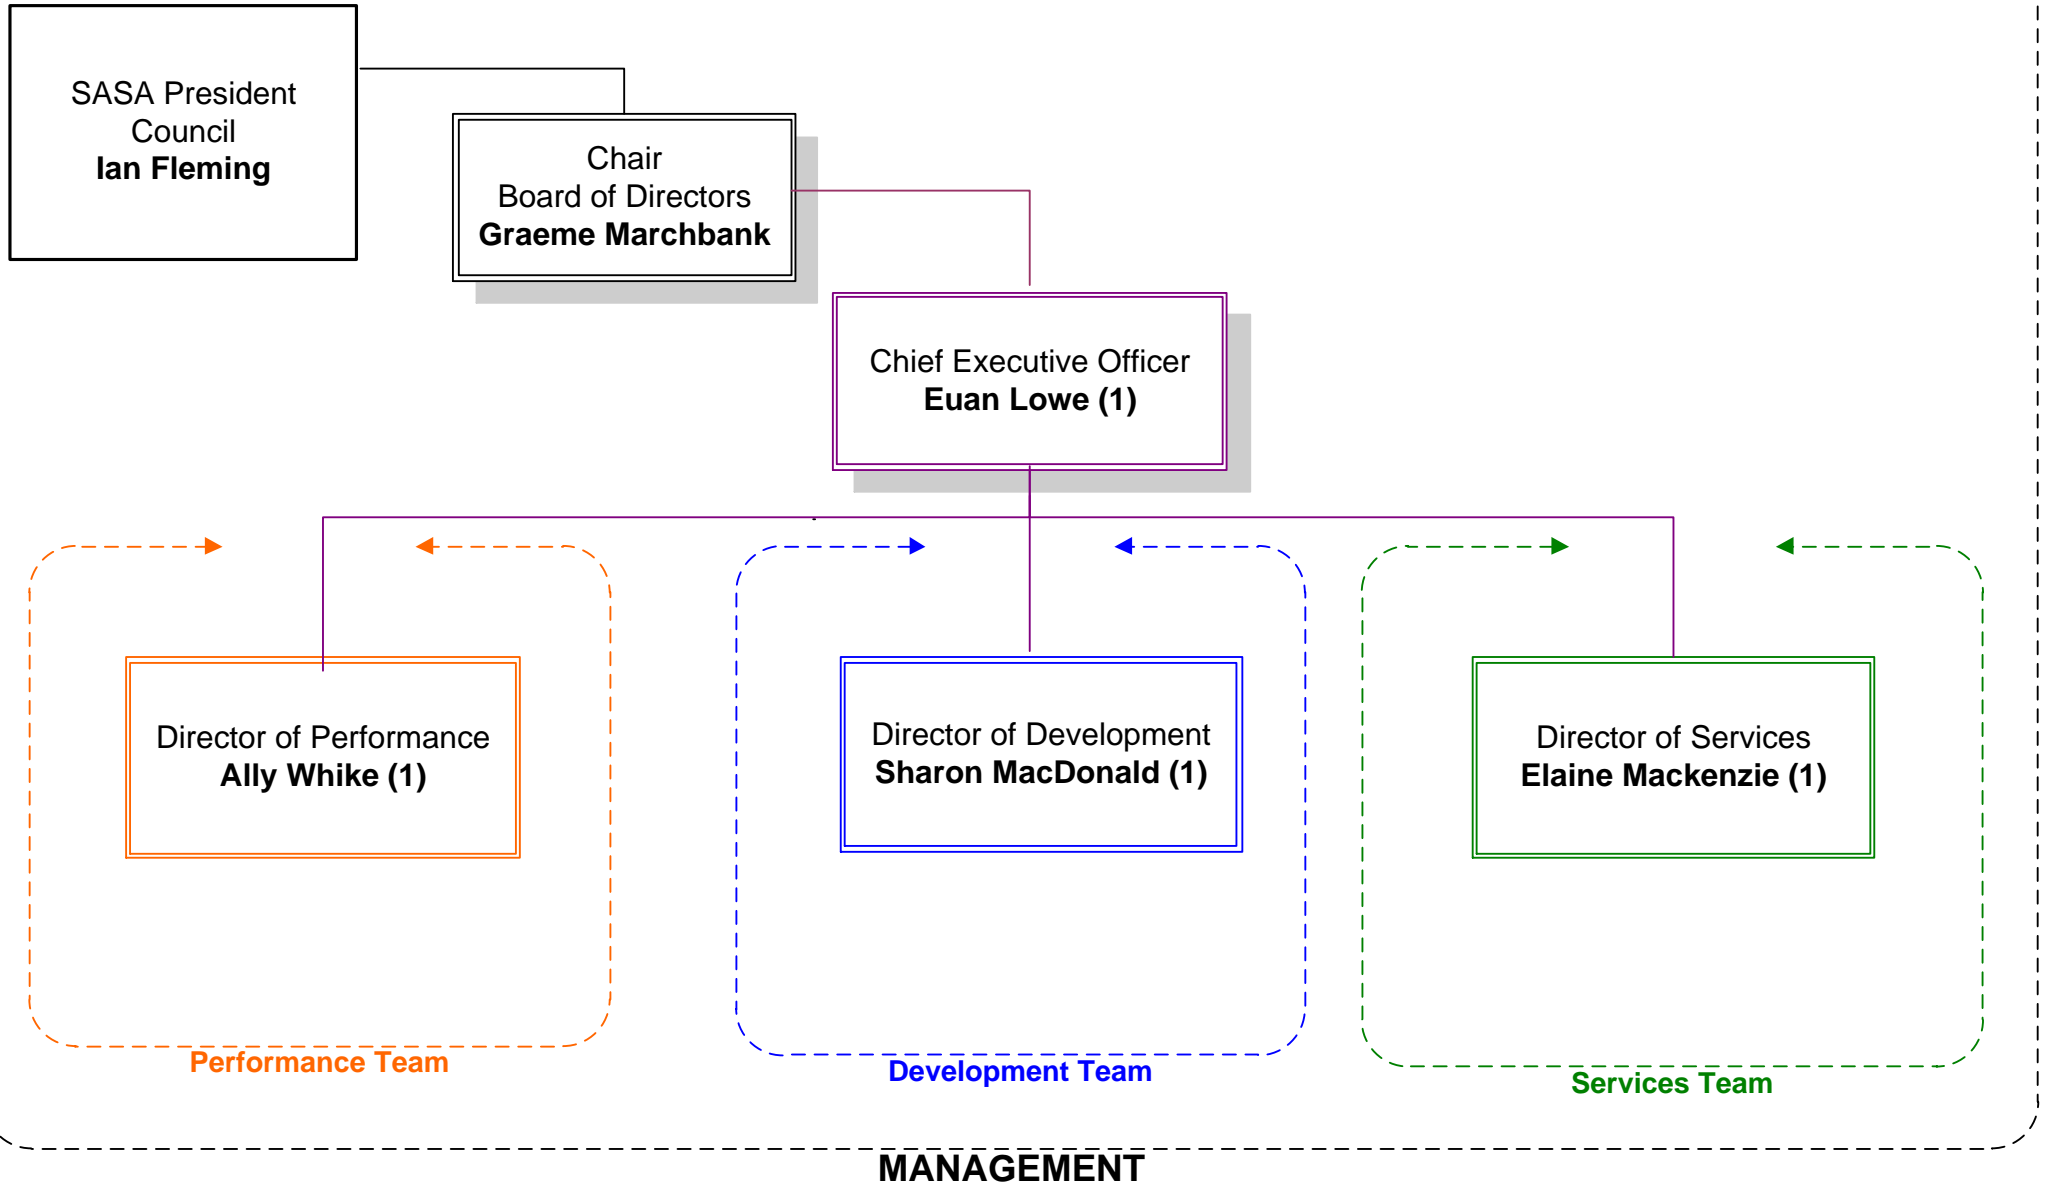 SASA President
Council
Ian Fleming
Chair
Board of Directors
Graeme Marchbank
Chief Executive Officer
Euan Lowe (1)
Director of Performance
Ally Whike (1)
Director of Development
Sharon MacDonald (1)
Director of Services
Elaine Mackenzie (1)
Performance Team
Development Team
Services Team
MANAGEMENT